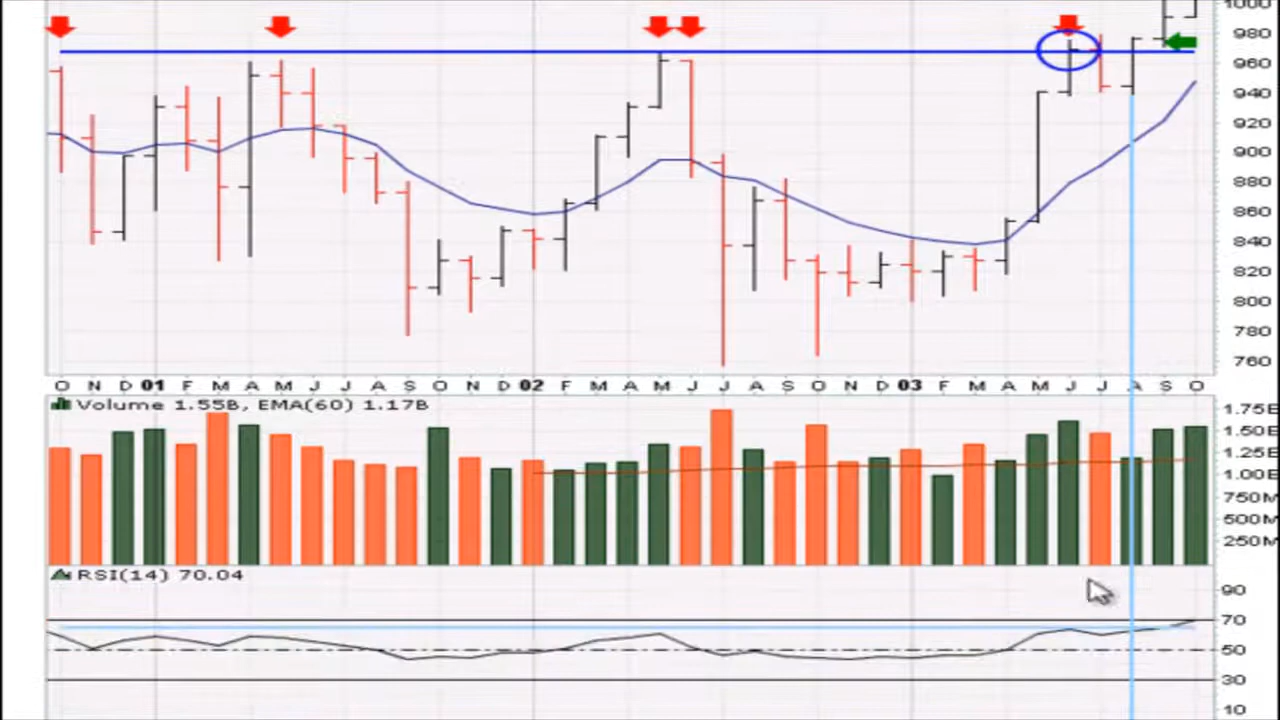 1000
980
960
940
920
900
880
860
840
820
800
780
760
O N D 01 F M A M J J A S O N D 02 F M A M J J A S O N D 03 F M A M J J A S O
Volume 1.55B, EMA(60) 1.17B
1.75B
1.50B
1.25B
1.00B
750M
500M
250M
RSI(14) 70.04
90
70
50
30
10